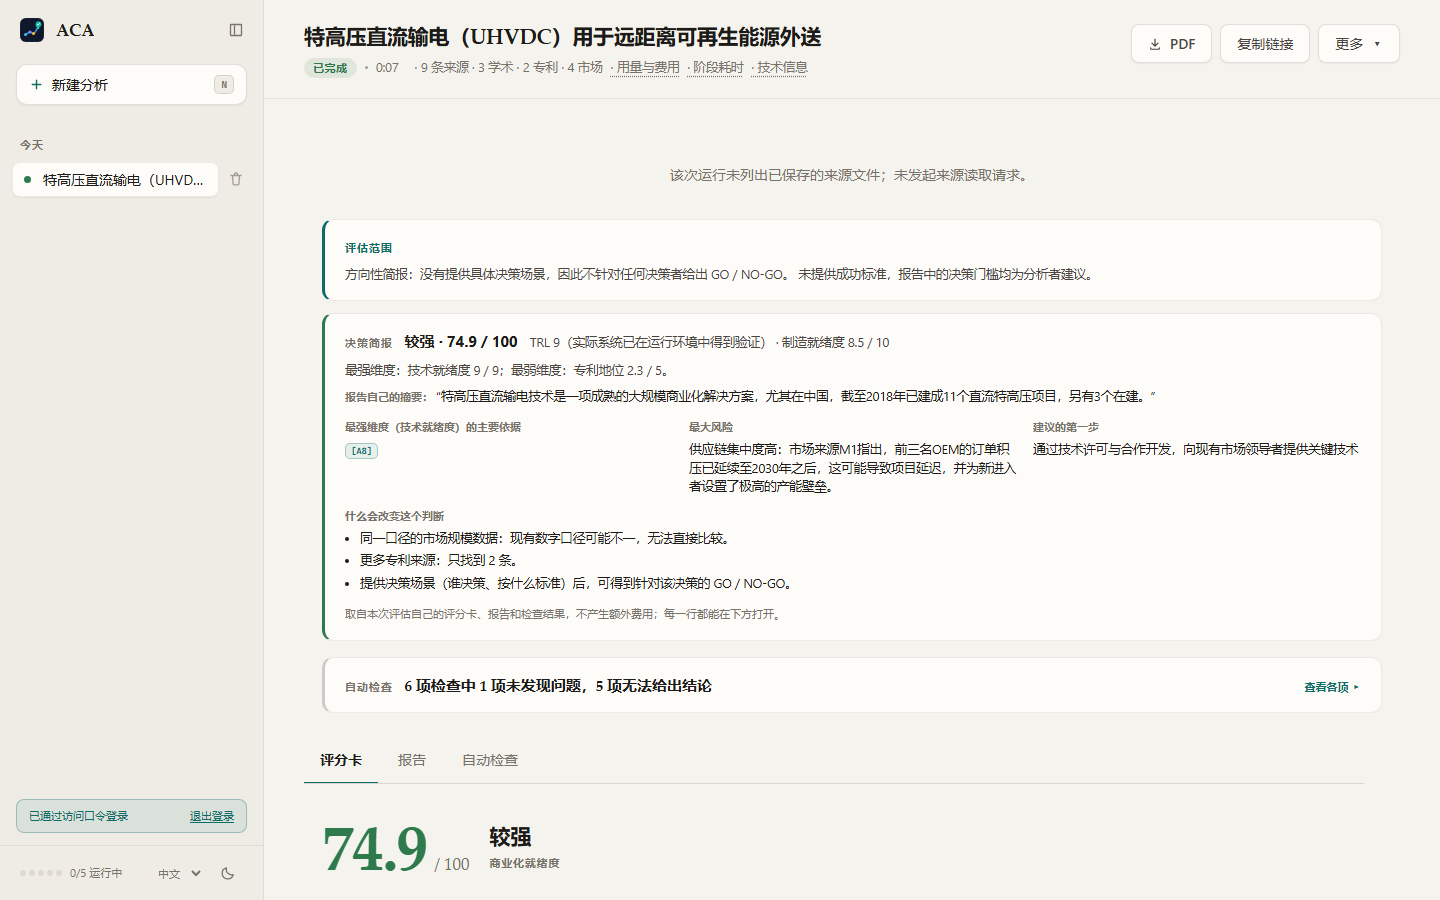 ACA
新建分析
N
今天
特高压直流输电（UHVD...
已通过访问口令登录
退出登录
0/5 运行中
中文
特高压直流输电（UHVDC）用于远距离可再生能源外送
已完成 · 0:07 · 9 条来源 · 3 学术 · 2 专利 · 4 市场 · 用量与费用 · 阶段耗时 · 技术信息
PDF
复制链接
更多
该次运行未列出已保存的来源文件；未发起来源读取请求。
评估范围
方向性简报：没有提供具体决策场景，因此不针对任何决策者给出 GO / NO-GO。 未提供成功标准，报告中的决策门槛均为分析者建议。
决策简报 较强 · 74.9 / 100 TRL 9（实际系统已在运行环境中得到验证） · 制造就绪度 8.5 / 10
最强维度：技术就绪度 9 / 9；最弱维度：专利地位 2.3 / 5。
报告自己的摘要：“特高压直流输电技术是一项成熟的大规模商业化解决方案，尤其在中国，截至2018年已建成11个直流特高压项目，另有3个在建。”
最强维度（技术就绪度）的主要依据
[A8]
最大风险
供应链集中度高：市场来源M1指出，前三名OEM的订单积
压已延续至2030年之后，这可能导致项目延迟，并为新进入
者设置了极高的产能壁垒。
建议的第一步
通过技术许可与合作开发，向现有市场领导者提供关键技术
什么会改变这个判断
• 同一口径的市场规模数据：现有数字口径可能不一，无法直接比较。
• 更多专利来源：只找到 2 条。
• 提供决策场景（谁决策、按什么标准）后，可得到针对该决策的 GO / NO-GO。
取自本次评估自己的评分卡、报告和检查结果，不产生额外费用；每一行都能在下方打开。
自动检查 6 项检查中 1 项未发现问题，5 项无法给出结论
查看各项
评分卡
报告
自动检查
74.9 / 100
较强
商业化就绪度